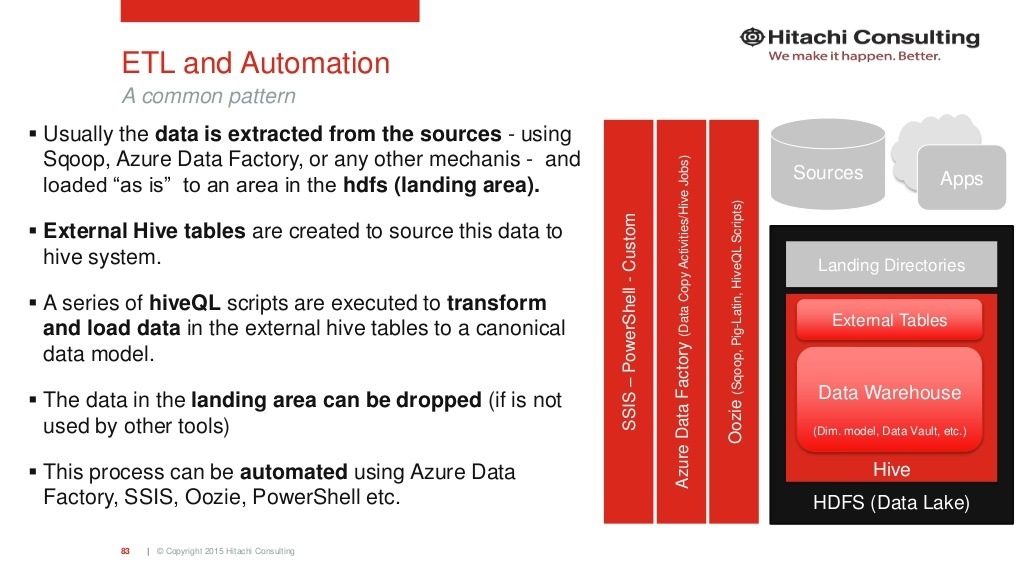 Hitachi Consulting
We make it happen. Better.
ETL and Automation
A common pattern
▪ Usually the data is extracted from the sources - using
Sqoop, Azure Data Factory, or any other mechanis - and
loaded “as is” to an area in the hdfs (landing area).
▪ External Hive tables are created to source this data to
hive system.
▪ A series of hiveQL scripts are executed to transform
and load data in the external hive tables to a canonical
data model.
▪ The data in the landing area can be dropped (if is not
used by other tools)
▪ This process can be automated using Azure Data
Factory, SSIS, Oozie, PowerShell etc.
SSIS – PowerShell - Custom
Azure Data Factory (Data Copy Activities/Hive Jobs)
Oozie (Sqoop, Pig-Latin, HiveQL Scripts)
Sources
Apps
Landing Directories
External Tables
Data Warehouse
(Dim. model, Data Vault, etc.)
Hive
HDFS (Data Lake)
83 | © Copyright 2015 Hitachi Consulting